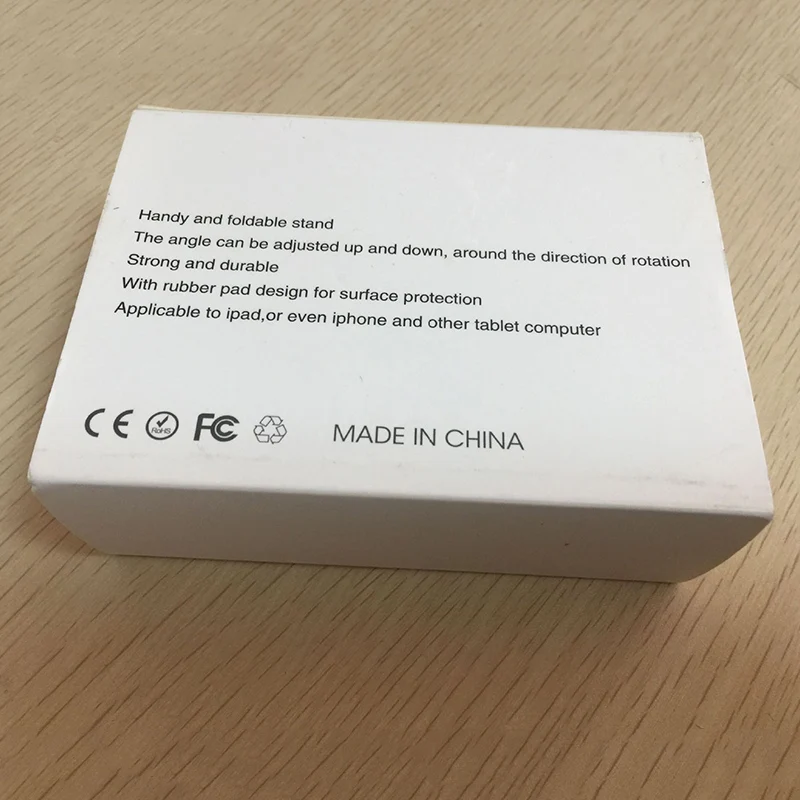 Handy and foldable stand
The angle can be adjusted up and down, around the direction of rotation
Strong and durable
With rubber pad design for surface protection
Applicable to ipad,or even iphone and other tablet computer
CE RoHS FC MADE IN CHINA